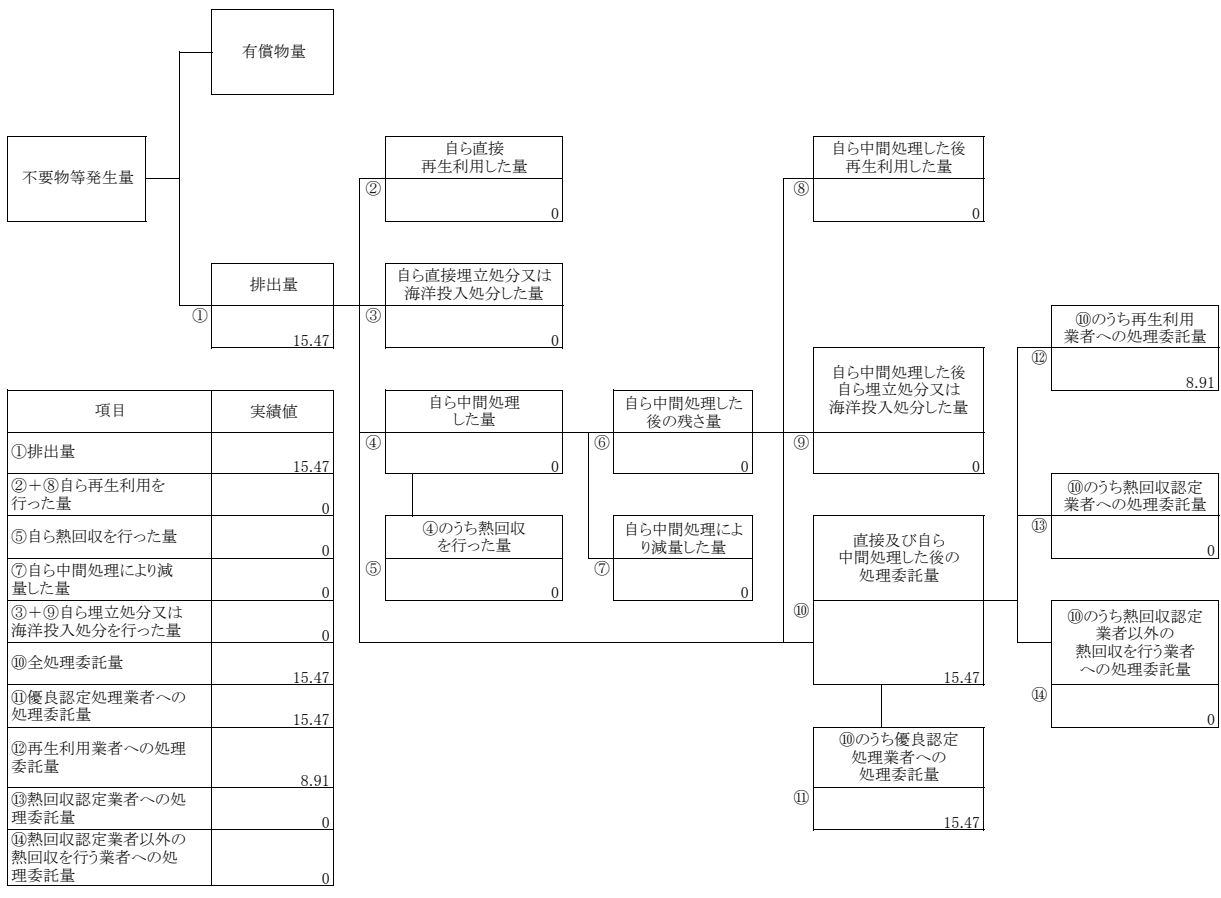 有償物量
不要物等発生量
自ら直接
再生利用した量
②
0
自ら中間処理した後
再生利用した量
⑧
0
排出量
①
15.47
自ら直接埋立処分又は
海洋投入処分した量
③
0
⑩のうち再生利用
業者への処理委託量
⑫
8.91
自ら中間処理
した量
④
0
自ら中間処理した
後の残さ量
⑥
0
自ら中間処理した後
自ら埋立処分又は
海洋投入処分した量
⑨
0
⑩のうち熱回収認定
業者への処理委託量
⑬
0
④のうち熱回収
を行った量
⑤
0
自ら中間処理によ
り減量した量
⑦
0
直接及び自ら
中間処理した後の
処理委託量
⑩
15.47
⑩のうち熱回収認定
業者以外の
熱回収を行う業者
への処理委託量
⑭
0
⑩のうち優良認定
処理業者への
処理委託量
⑪
15.47
項目 実績値
①排出量
15.47
②+⑧自ら再生利用を
行った量
0
⑤自ら熱回収を行った量
0
⑦自ら中間処理により減
量した量
0
③+⑨自ら埋立処分又は
海洋投入処分を行った量
0
⑩全処理委託量
15.47
⑪優良認定処理業者への
処理委託量
15.47
⑫再生利用業者への処理
委託量
8.91
⑬熱回収認定業者への処
理委託量
0
⑭熱回収認定業者以外の
熱回収を行う業者への処
理委託量
0